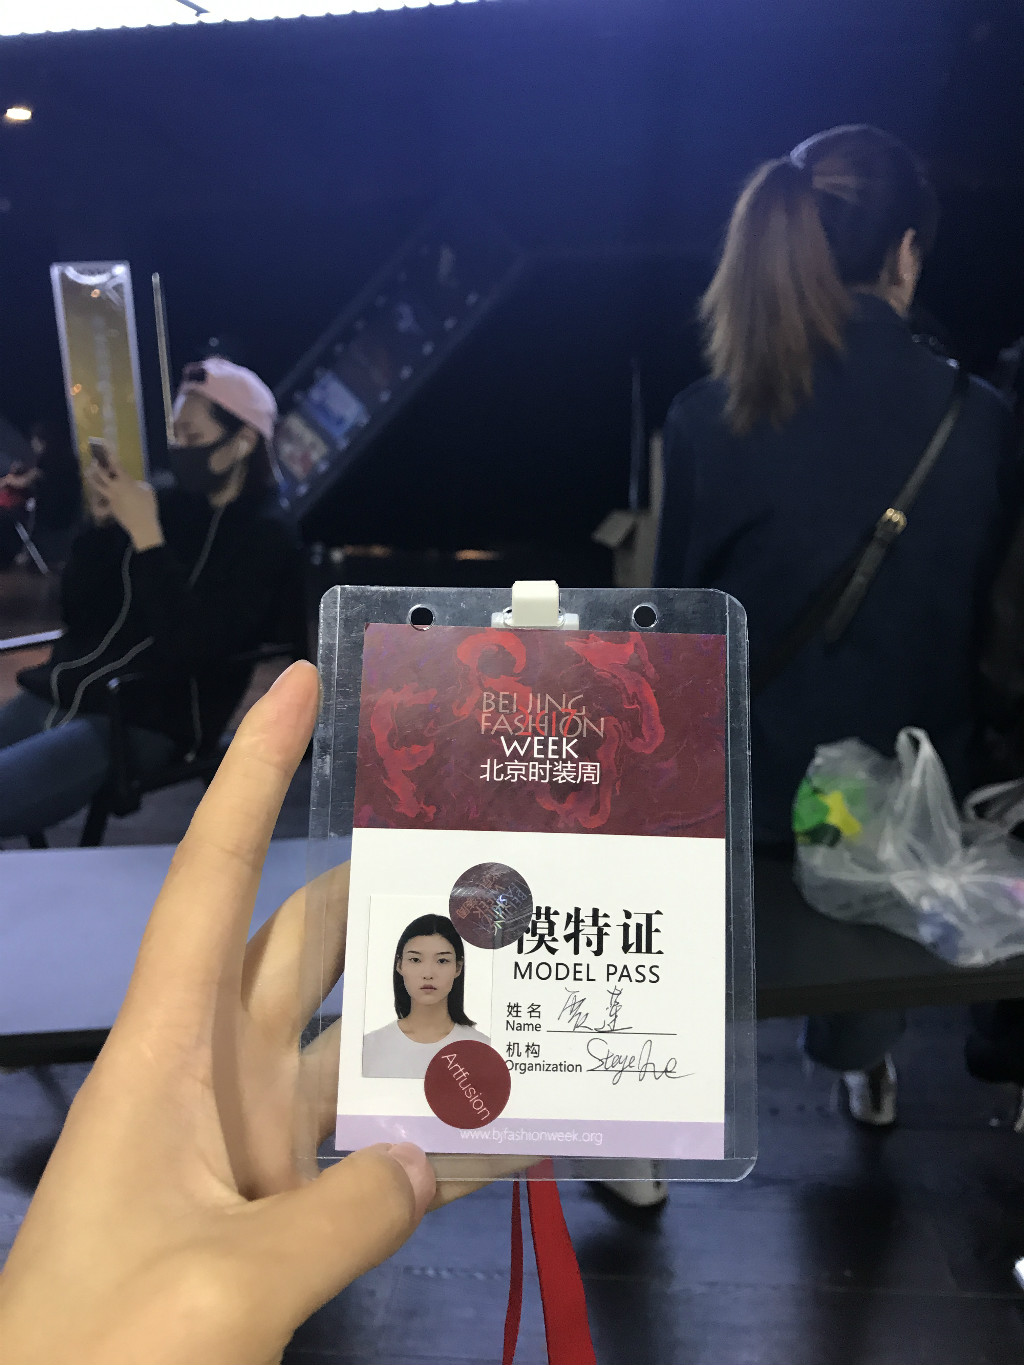 BEIJING
FASHION
2017
WEEK
北京时装周
模特证
MODEL PASS
姓名
Name
机构
Organization
Artfusion
www.bjfashionweek.org